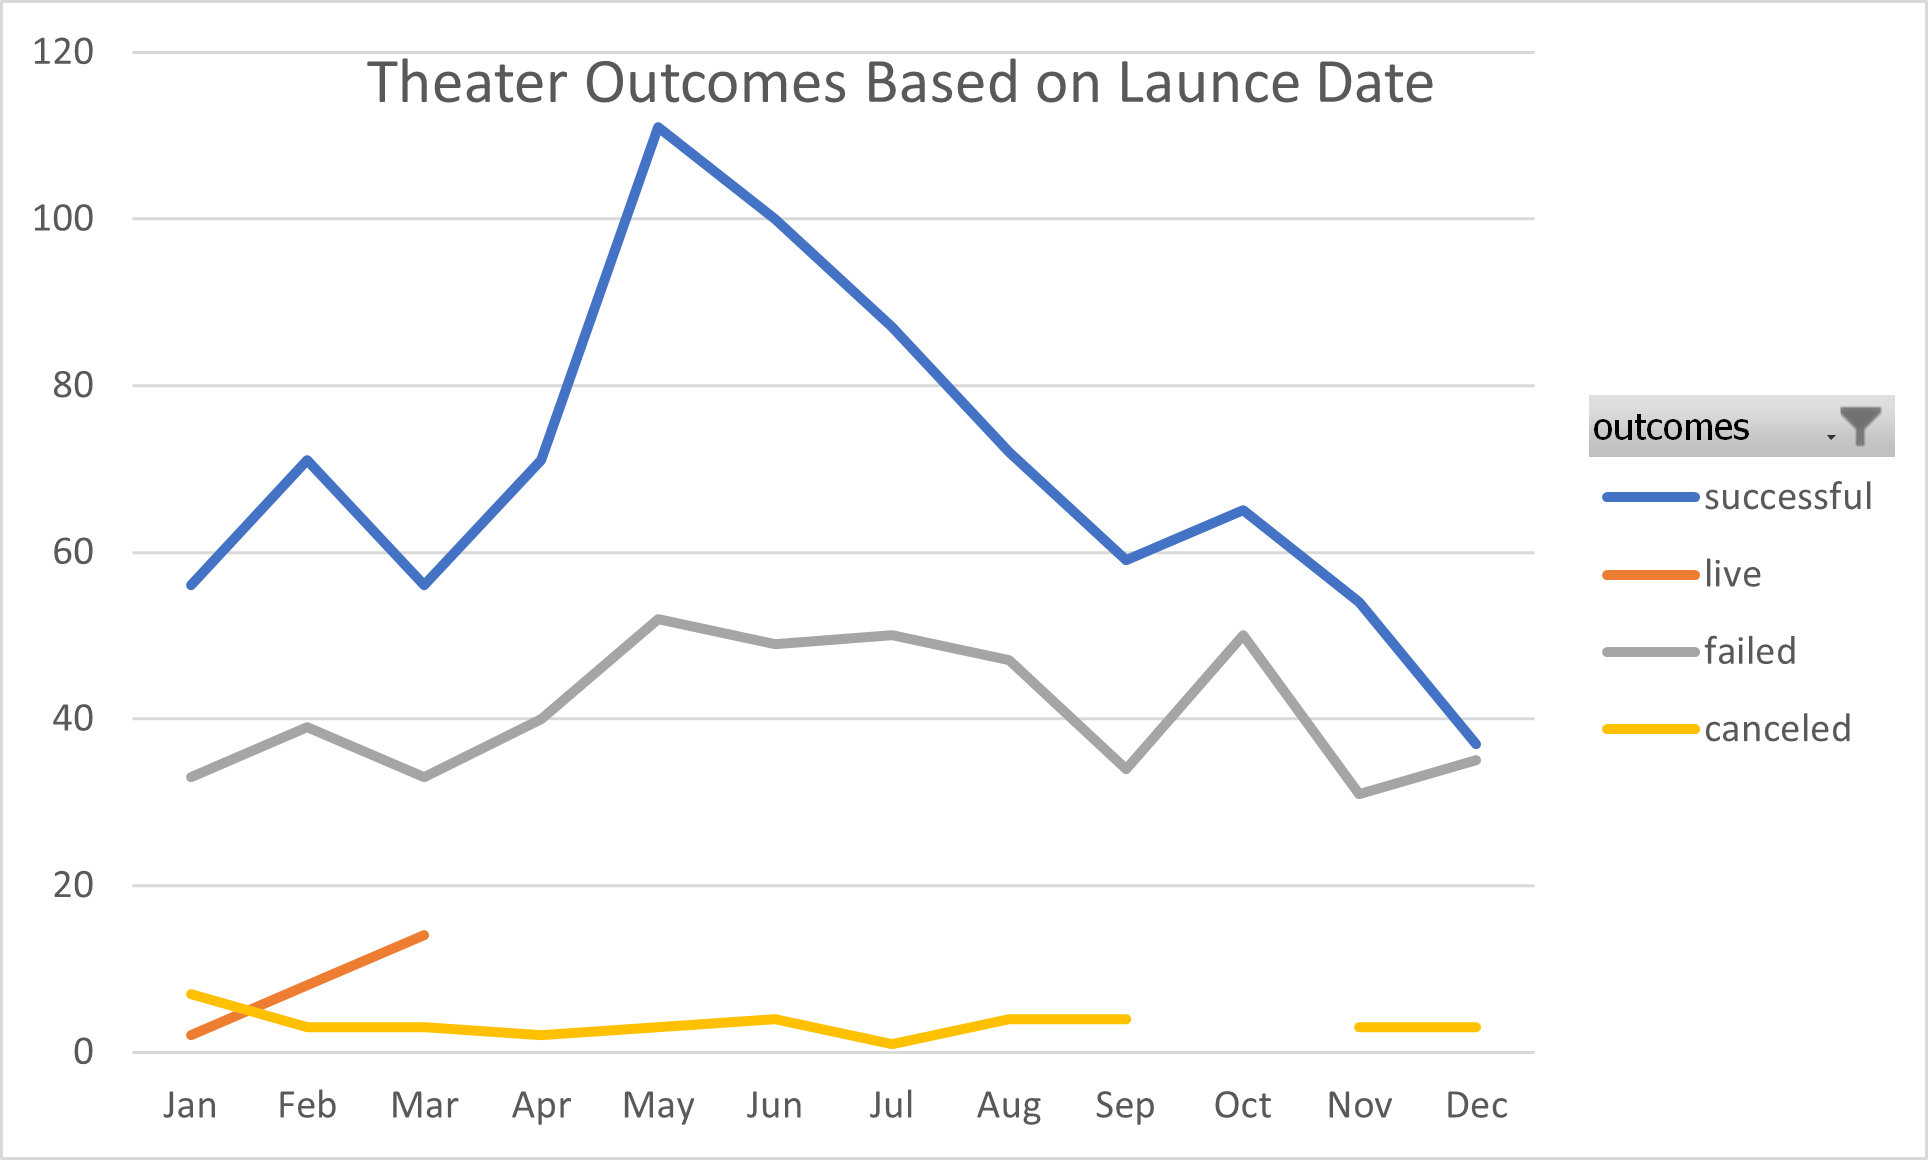 Theater Outcomes Based on Launce Date
120
100
80
60
40
20
0
Jan Feb Mar Apr May Jun Jul Aug Sep Oct Nov Dec
outcomes
successful
live
failed
canceled